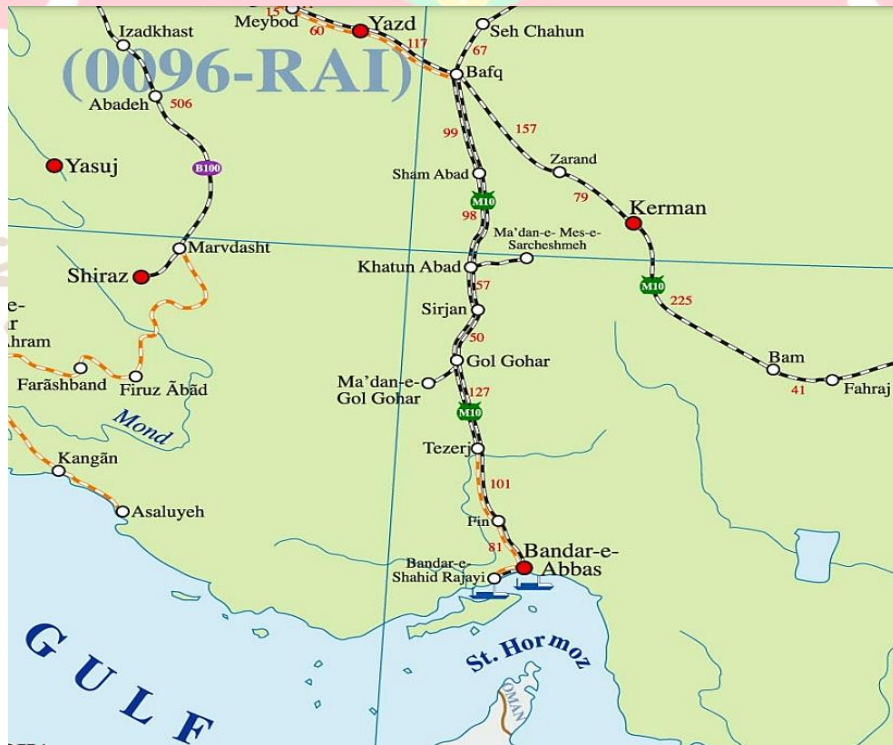 15
Meybod
60
Yazd
117
67
Seh Chahun
Izadkhast
(0096-RAI)
Bafq
Abadeh
506
99
157
Yasuj
B100
Sham Abad
Zarand
M10
79
98
Kerman
Marvdasht
Ma'dan-e- Mes-e-
Sarcheshmeh
Shiraz
Khatun Abad
57
M10
225
e-
r
hram
Sirjan
50
Farãshband
Firuz Ãbãd
Gol Gohar
Bam
41
Fahraj
Ma'dan-e-
Gol Gohar
127
M10
Mond
Tezerj
Kangãn
101
Asaluyeh
Fin
81
Bandar-e-
Abbas
Bandar-e-
Shahid Rajayi
GULF
St. Hormoz
OMAN